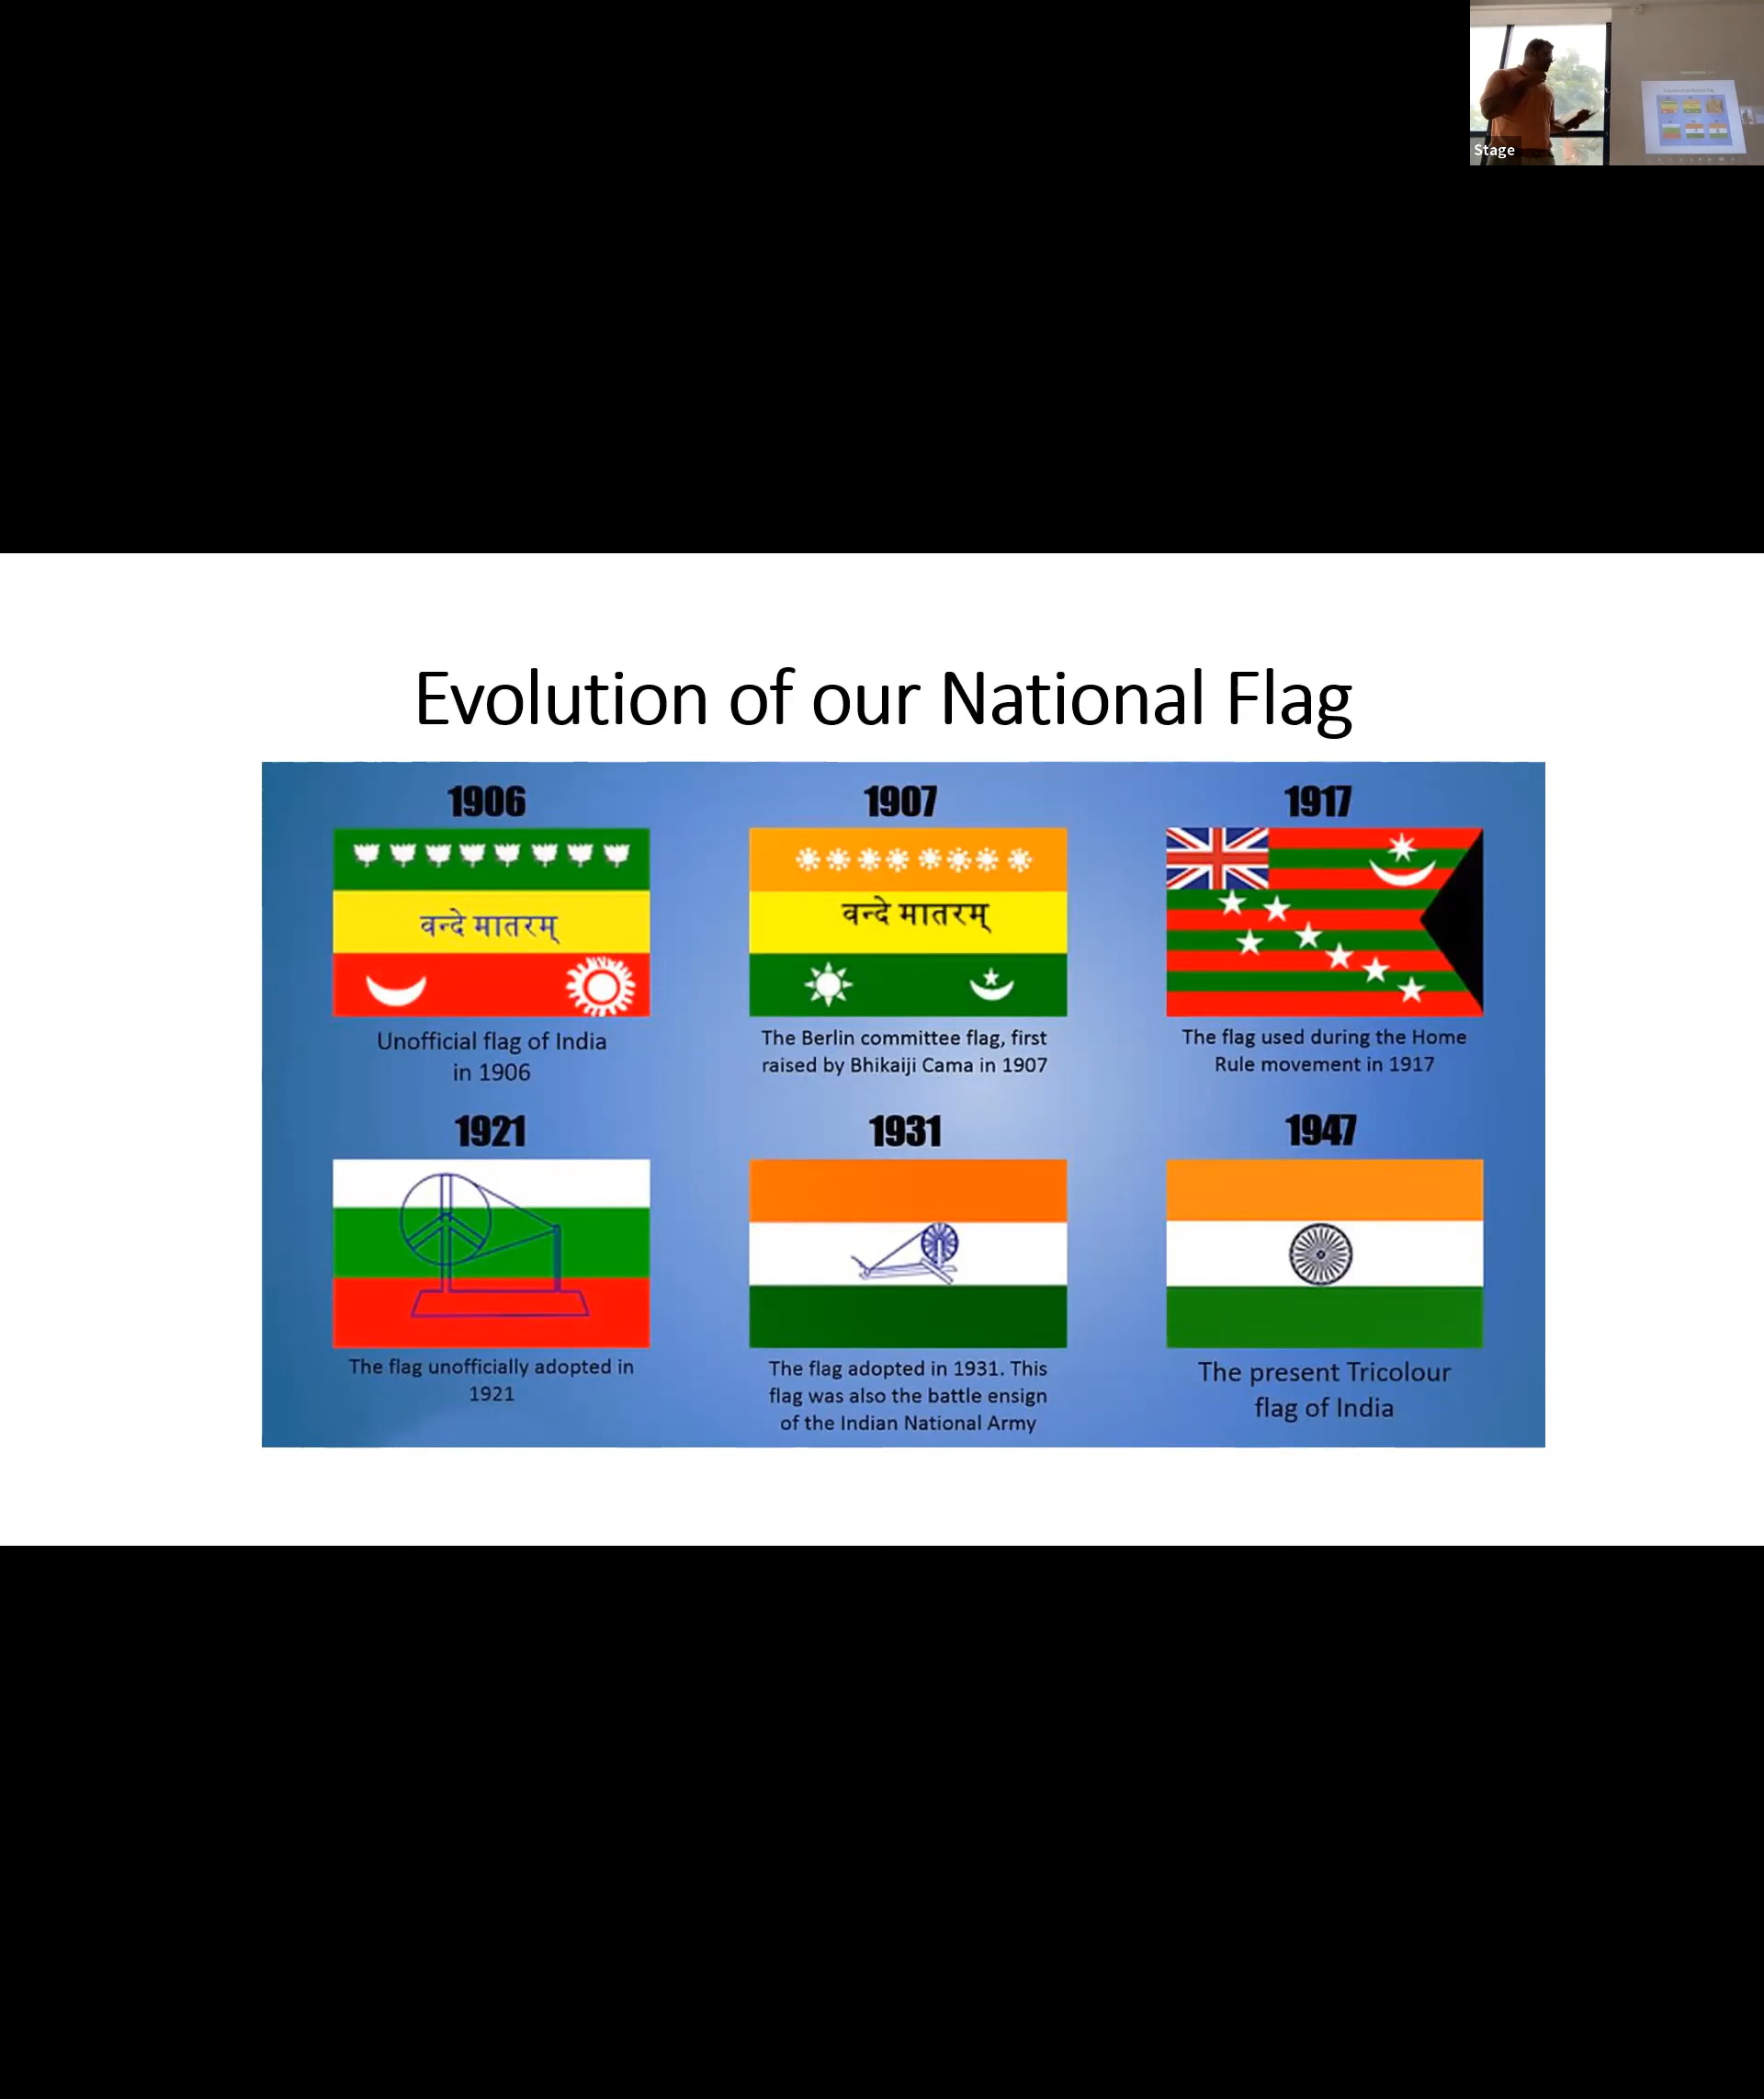 Stage
Evolution of our National Flag
1906
वन्दे मातरम्
Unofficial flag of India
in 1906
1907
वन्दे मातरम्
The Berlin committee flag, first
raised by Bhikaiji Cama in 1907
1917
The flag used during the Home
Rule movement in 1917
1921
The flag unofficially adopted in
1921
1931
The flag adopted in 1931. This
flag was also the battle ensign
of the Indian National Army
1947
The present Tricolour
flag of India